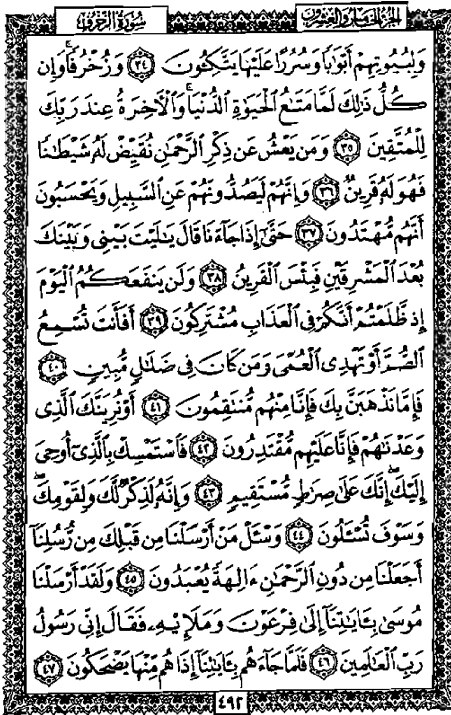 الجزء الخامس والعشرون
سورة الزخرف
وَلِبُيُوتِهِمْ أَبْوَٰبًا وَسُرُرًا عَلَيْهَا يَتَّكِـُٔونَ ٣٤ وَزُخْرُفًا ۚ وَإِن
كُلُّ ذَٰلِكَ لَمَّا مَتَـٰعُ ٱلْحَيَوٰةِ ٱلدُّنْيَا ۚ وَٱلْـَٔاخِرَةُ عِندَ رَبِّكَ
لِلْمُتَّقِينَ ٣٥ وَمَن يَعْشُ عَن ذِكْرِ ٱلرَّحْمَـٰنِ نُقَيِّضْ لَهُۥ شَيْطَـٰنًا
فَهُوَ لَهُۥ قَرِينٌ ٣٦ وَإِنَّهُمْ لَيَصُدُّونَهُمْ عَنِ ٱلسَّبِيلِ وَيَحْسَبُونَ
أَنَّهُم مُّهْتَدُونَ ٣٧ حَتَّىٰٓ إِذَا جَآءَنَا قَالَ يَـٰلَيْتَ بَيْنِى وَبَيْنَكَ
بُعْدَ ٱلْمَشْرِقَيْنِ فَبِئْسَ ٱلْقَرِينُ ٣٨ وَلَن يَنفَعَكُمُ ٱلْيَوْمَ
إِذ ظَّلَمْتُمْ أَنَّكُمْ فِى ٱلْعَذَابِ مُشْتَرِكُونَ ٣٩ أَفَأَنتَ تُسْمِعُ
ٱلصُّمَّ أَوْ تَهْدِى ٱلْعُمْىَ وَمَن كَانَ فِى ضَلَـٰلٍ مُّبِينٍ ٤٠
فَإِمَّا نَذْهَبَنَّ بِكَ فَإِنَّا مِنْهُم مُّنتَقِمُونَ ٤١ أَوْ نُرِيَنَّكَ ٱلَّذِى
وَعَدْنَـٰهُمْ فَإِنَّا عَلَيْهِم مُّقْتَدِرُونَ ٤٢ فَٱسْتَمْسِكْ بِٱلَّذِىٓ أُوحِىَ
إِلَيْكَ ۖ إِنَّكَ عَلَىٰ صِرَٰطٍ مُّسْتَقِيمٍ ٤٣ وَإِنَّهُۥ لَذِكْرٌ لَّكَ وَلِقَوْمِكَ ۖ
وَسَوْفَ تُسْـَٔلُونَ ٤٤ وَسْـَٔلْ مَنْ أَرْسَلْنَا مِن قَبْلِكَ مِن رُّسُلِنَآ
أَجَعَلْنَا مِن دُونِ ٱلرَّحْمَـٰنِ ءَالِهَةً يُعْبَدُونَ ٤٥ وَلَقَدْ أَرْسَلْنَا
مُوسَىٰ بِـَٔايَـٰتِنَآ إِلَىٰ فِرْعَوْنَ وَمَلَإِي۟هِۦ فَقَالَ إِنِّى رَسُولُ
رَبِّ ٱلْعَـٰلَمِينَ ٤٦ فَلَمَّا جَآءَهُم بِـَٔايَـٰتِنَآ إِذَا هُم مِّنْهَا يَضْحَكُونَ ٤٧
٤٩٢